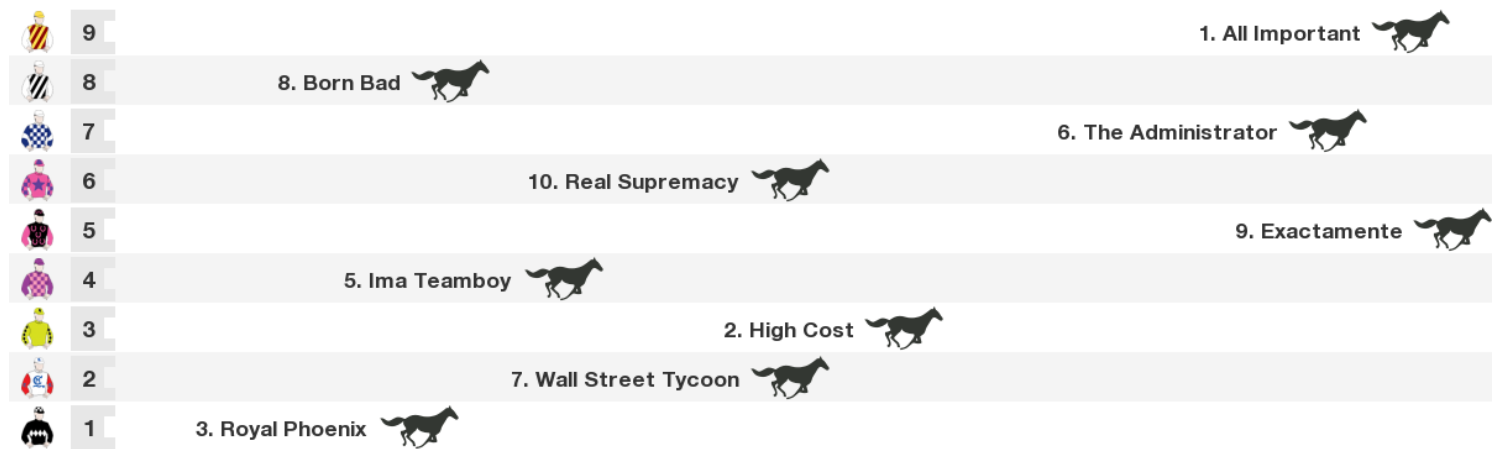 9 1. All Important
8 8. Born Bad
7 6. The Administrator
6 10. Real Supremacy
5 9. Exactamente
4 5. Ima Teamboy
3 2. High Cost
2 7. Wall Street Tycoon
1 3. Royal Phoenix